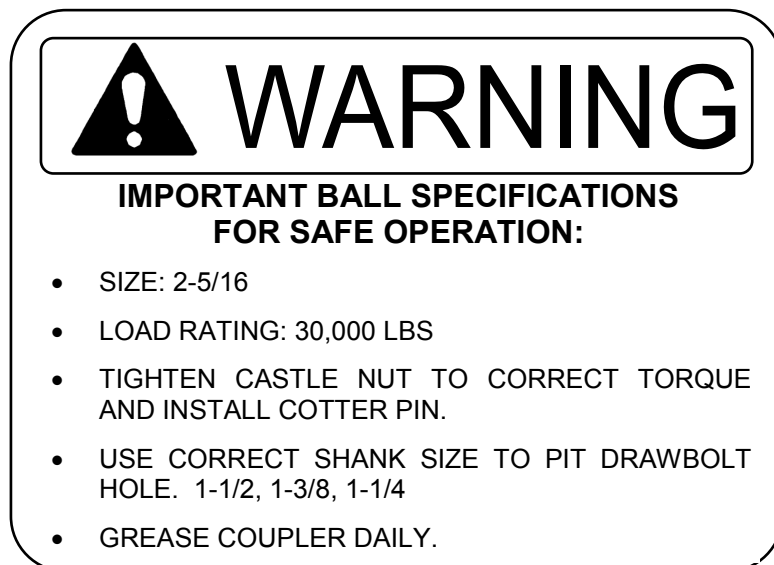 WARNING
IMPORTANT BALL SPECIFICATIONS
FOR SAFE OPERATION:
• SIZE: 2-5/16
• LOAD RATING: 30,000 LBS
• TIGHTEN CASTLE NUT TO CORRECT TORQUE
AND INSTALL COTTER PIN.
• USE CORRECT SHANK SIZE TO PIT DRAWBOLT
HOLE. 1-1/2, 1-3/8, 1-1/4
• GREASE COUPLER DAILY.